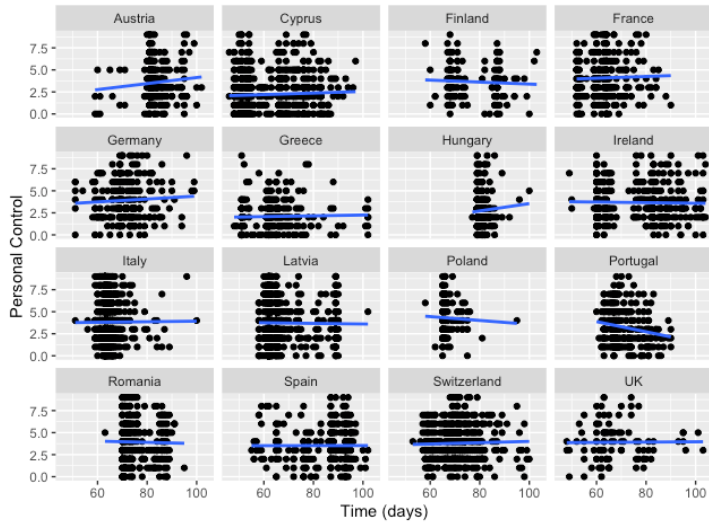 Austria Cyprus Finland France
7.5
5.0
2.5
0.0
Germany Greece Hungary Ireland
7.5
5.0
2.5
0.0
Personal Control
Italy Latvia Poland Portugal
7.5
5.0
2.5
0.0
Romania Spain Switzerland UK
7.5
5.0
2.5
0.0
60 80 100 60 80 100 60 80 100 60 80 100
Time (days)